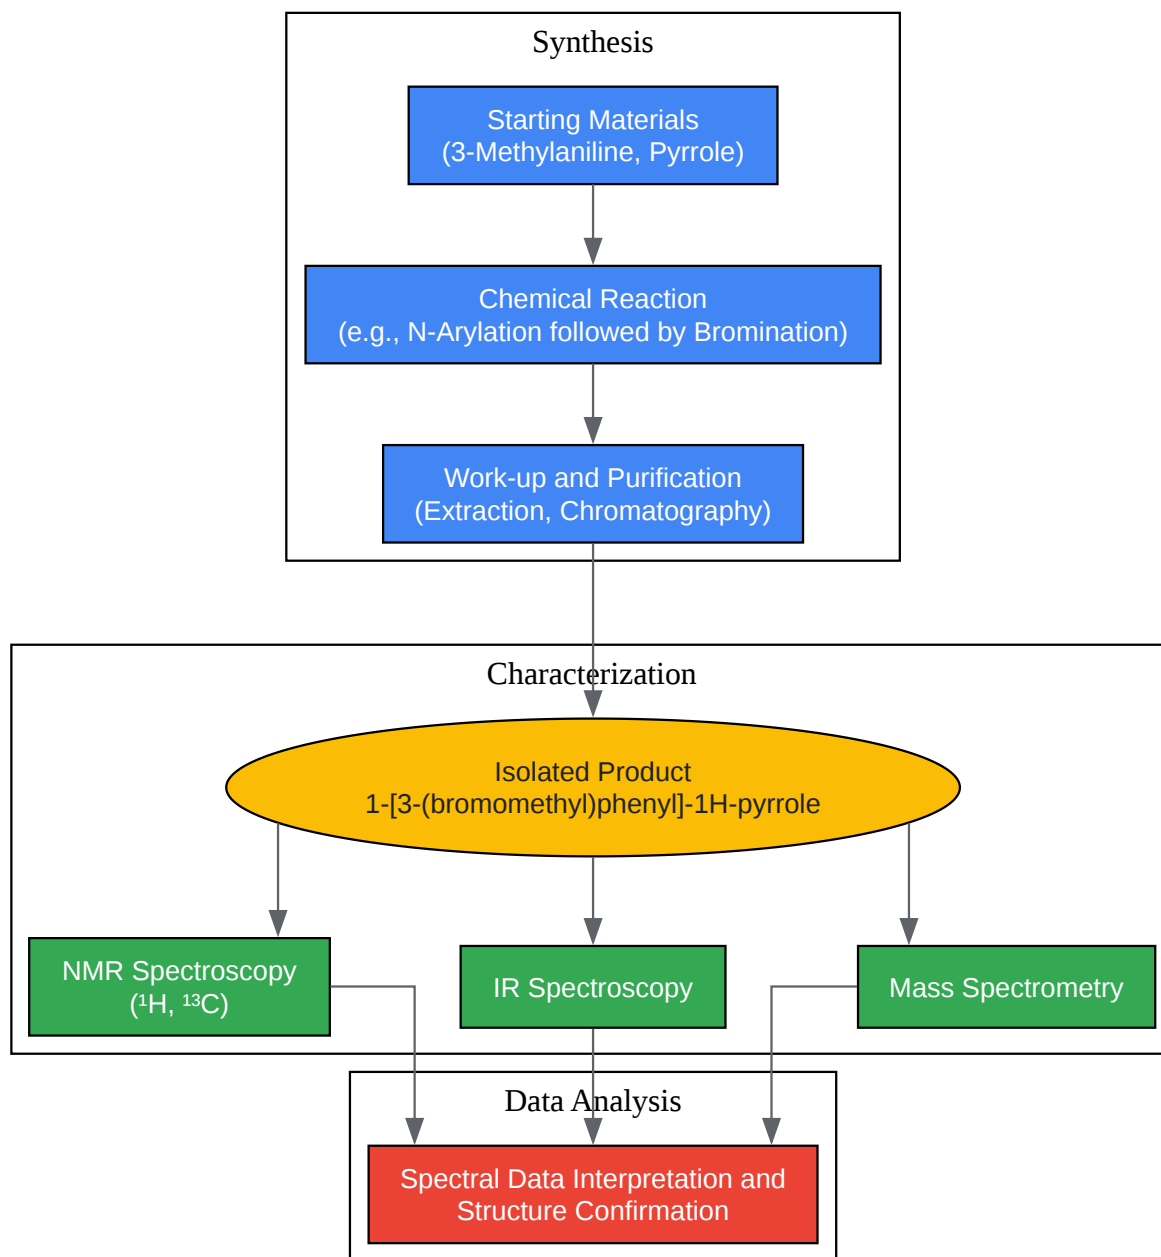 Synthesis
Starting Materials
(3-Methylaniline, Pyrrole)
Chemical Reaction
(e.g., N-Arylation followed by Bromination)
Work-up and Purification
(Extraction, Chromatography)
Characterization
Isolated Product
1-[3-(bromomethyl)phenyl]-1H-pyrrole
NMR Spectroscopy
(¹H, ¹³C)
IR Spectroscopy
Mass Spectrometry
Data Analysis
Spectral Data Interpretation and
Structure Confirmation